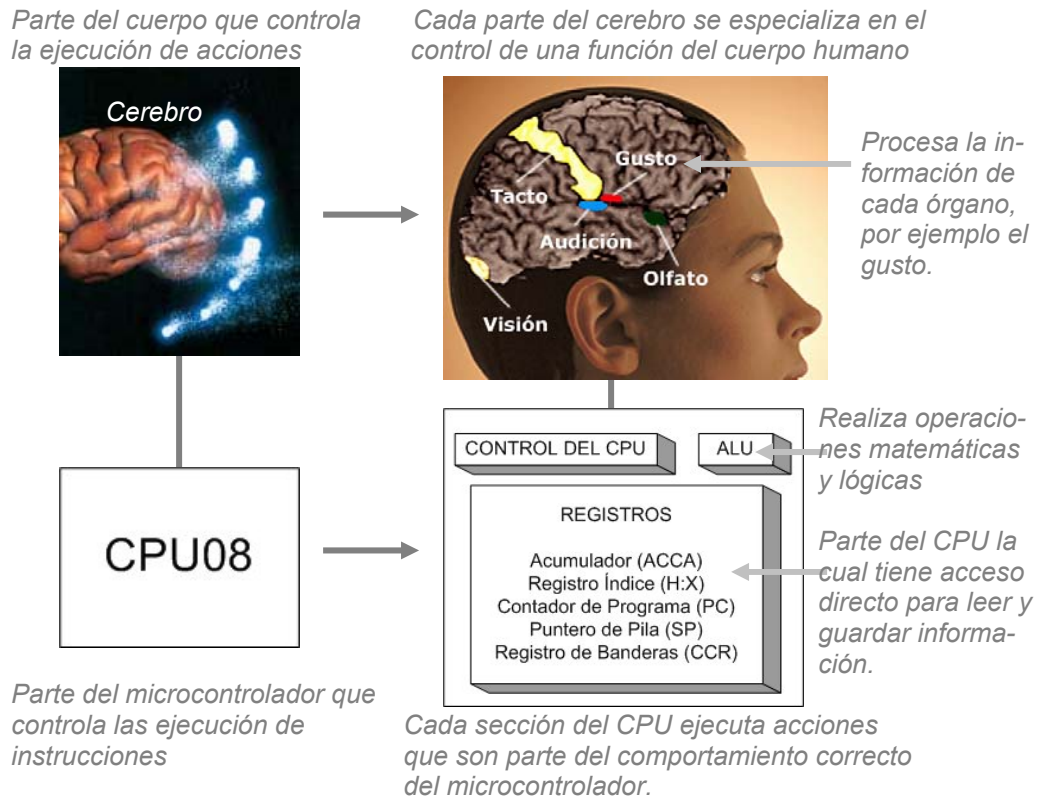 Parte del cuerpo que controla
la ejecución de acciones
Cada parte del cerebro se especializa en el
control de una función del cuerpo humano
Cerebro
Gusto
Tacto
Audición
Olfato
Visión
Procesa la in-
formación de
cada órgano,
por ejemplo el
gusto.
CPU08
CONTROL DEL CPU
ALU
REGISTROS
Acumulador (ACCA)
Registro Índice (H:X)
Contador de Programa (PC)
Puntero de Pila (SP)
Registro de Banderas (CCR)
Realiza operacio-
nes matemáticas
y lógicas
Parte del CPU la
cual tiene acceso
directo para leer y
guardar informa-
ción.
Parte del microcontrolador que
controla las ejecución de
instrucciones
Cada sección del CPU ejecuta acciones
que son parte del comportamiento correcto
del microcontrolador.